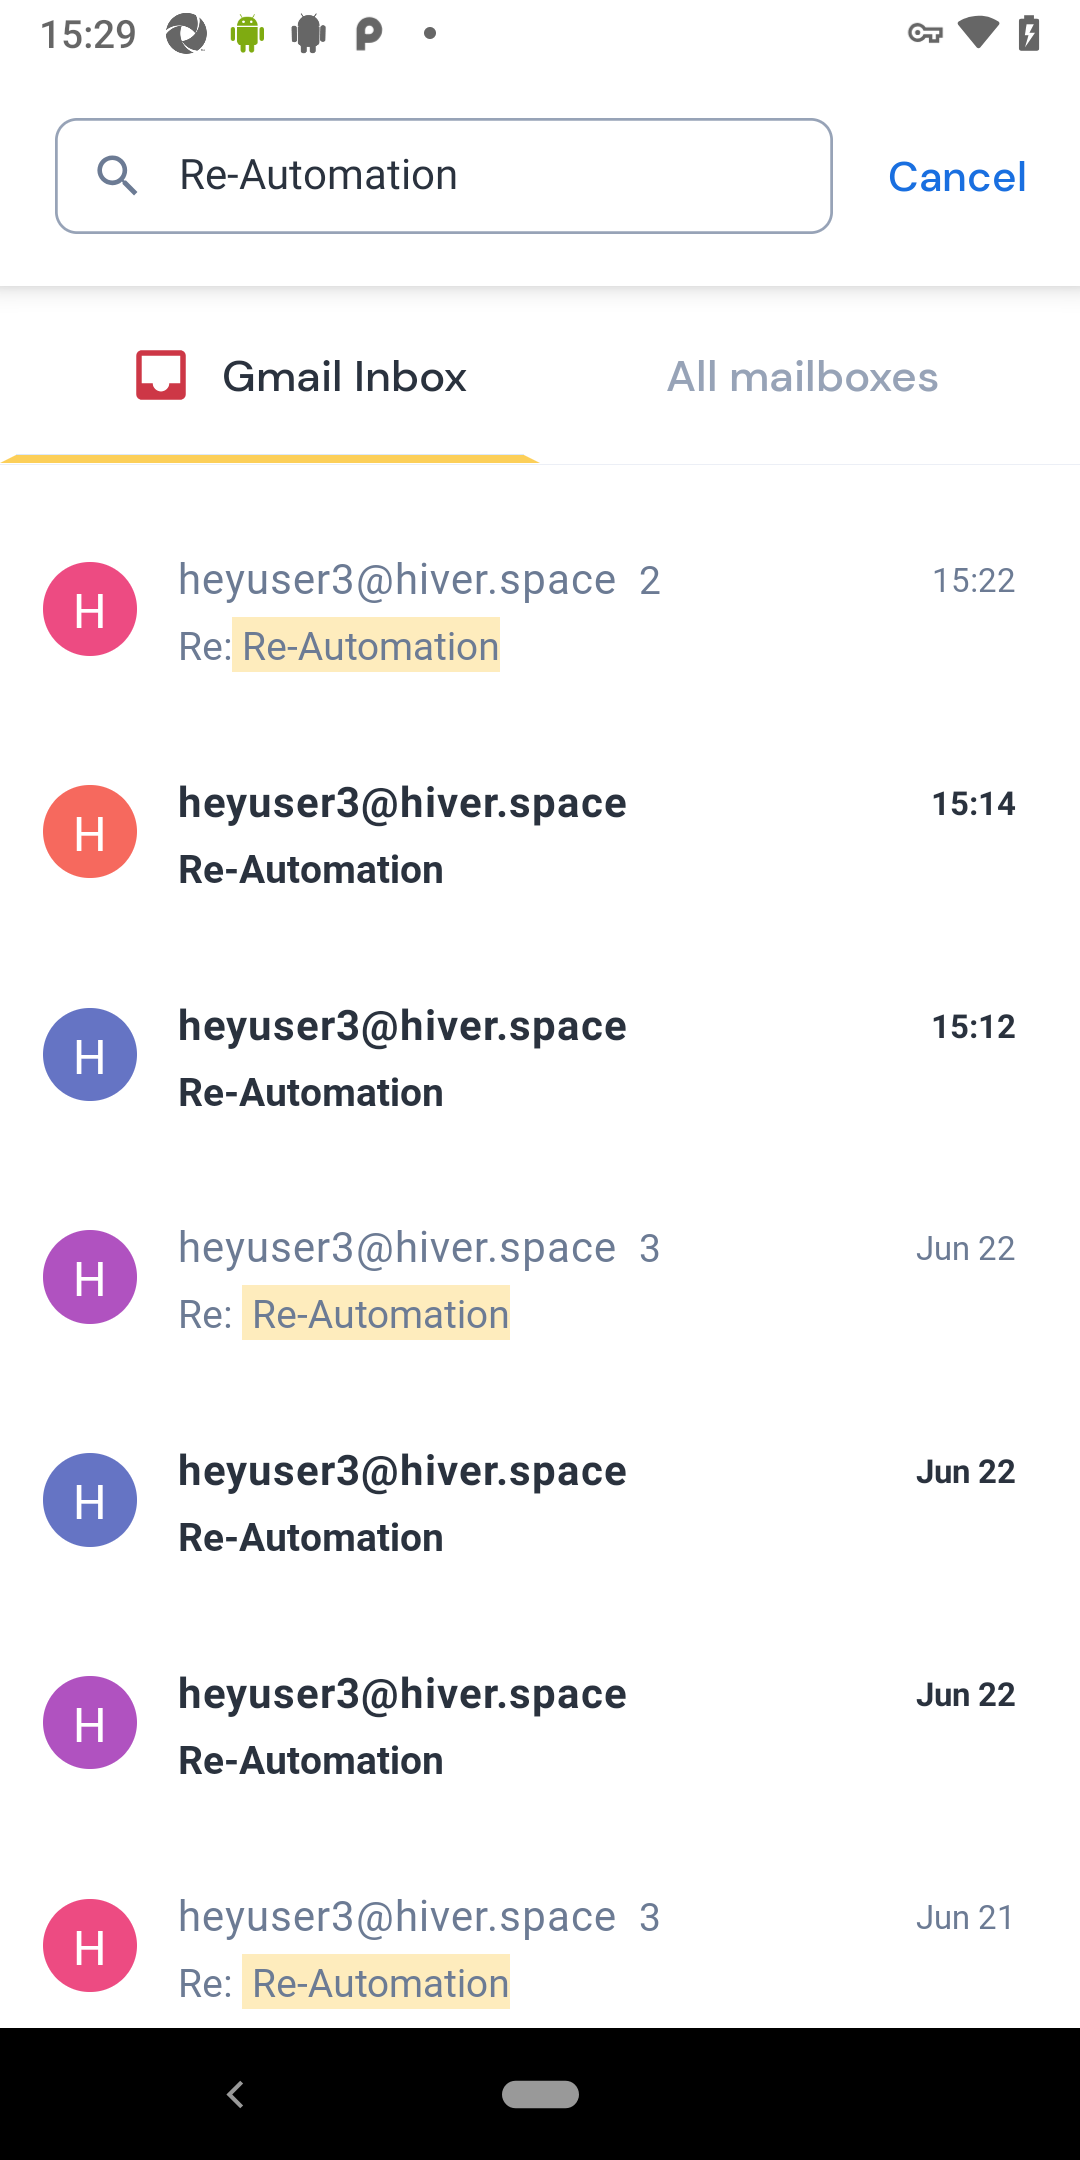 15:29
Re-Automation
Cancel
Gmail Inbox
All mailboxes
H
heyuser3@hiver.space 2
15:22
Re: Re-Automation
H
heyuser3@hiver.space
15:14
Re-Automation
H
heyuser3@hiver.space
15:12
Re-Automation
H
heyuser3@hiver.space 3
Jun 22
Re: Re-Automation
H
heyuser3@hiver.space
Jun 22
Re-Automation
H
heyuser3@hiver.space
Jun 22
Re-Automation
H
heyuser3@hiver.space 3
Jun 21
Re: Re-Automation